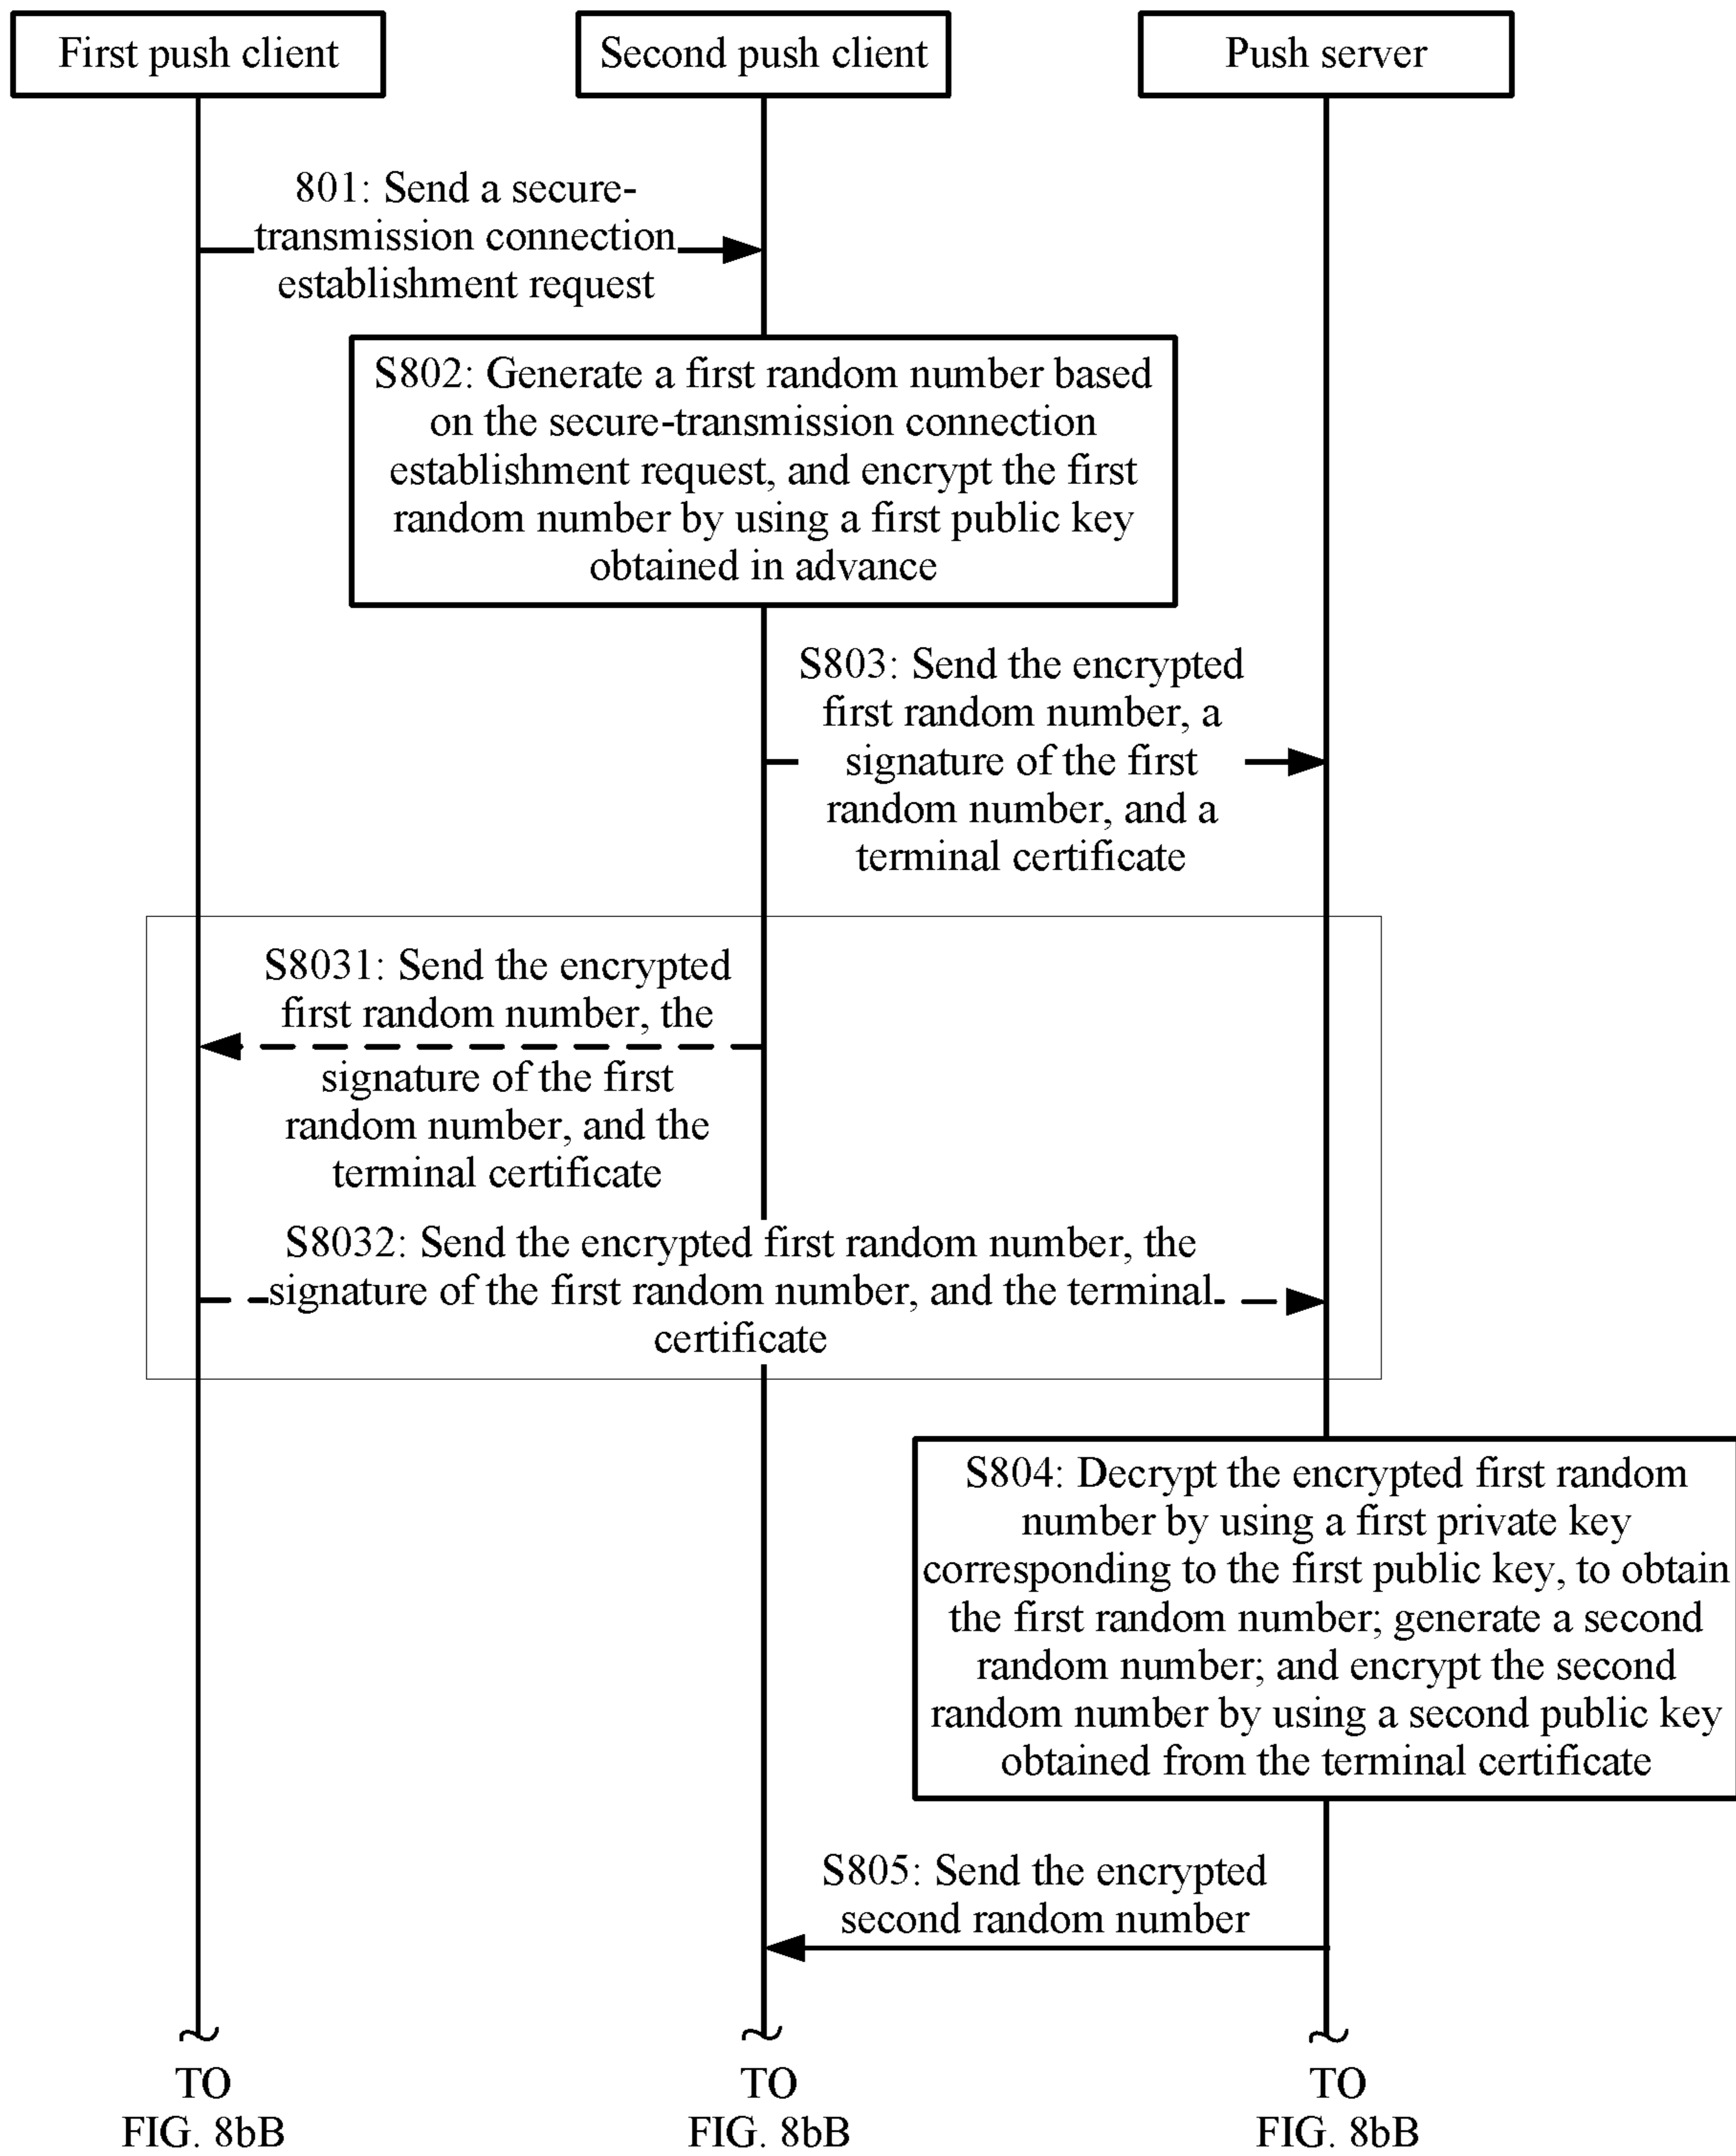 First push client
Second push client
Push server
801: Send a secure-
transmission connection
establishment request
S802: Generate a first random number based
on the secure-transmission connection
establishment request, and encrypt the first
random number by using a first public key
obtained in advance
S803: Send the encrypted
first random number, a
signature of the first
random number, and a
terminal certificate
S8031: Send the encrypted
first random number, the
signature of the first
random number, and the
terminal certificate
S8032: Send the encrypted first random number, the
signature of the first random number, and the terminal
certificate
S804: Decrypt the encrypted first random
number by using a first private key
corresponding to the first public key, to obtain
the first random number; generate a second
random number; and encrypt the second
random number by using a second public key
obtained from the terminal certificate
S805: Send the encrypted
second random number
TO
FIG. 8bB
TO
FIG. 8bB
TO
FIG. 8bB